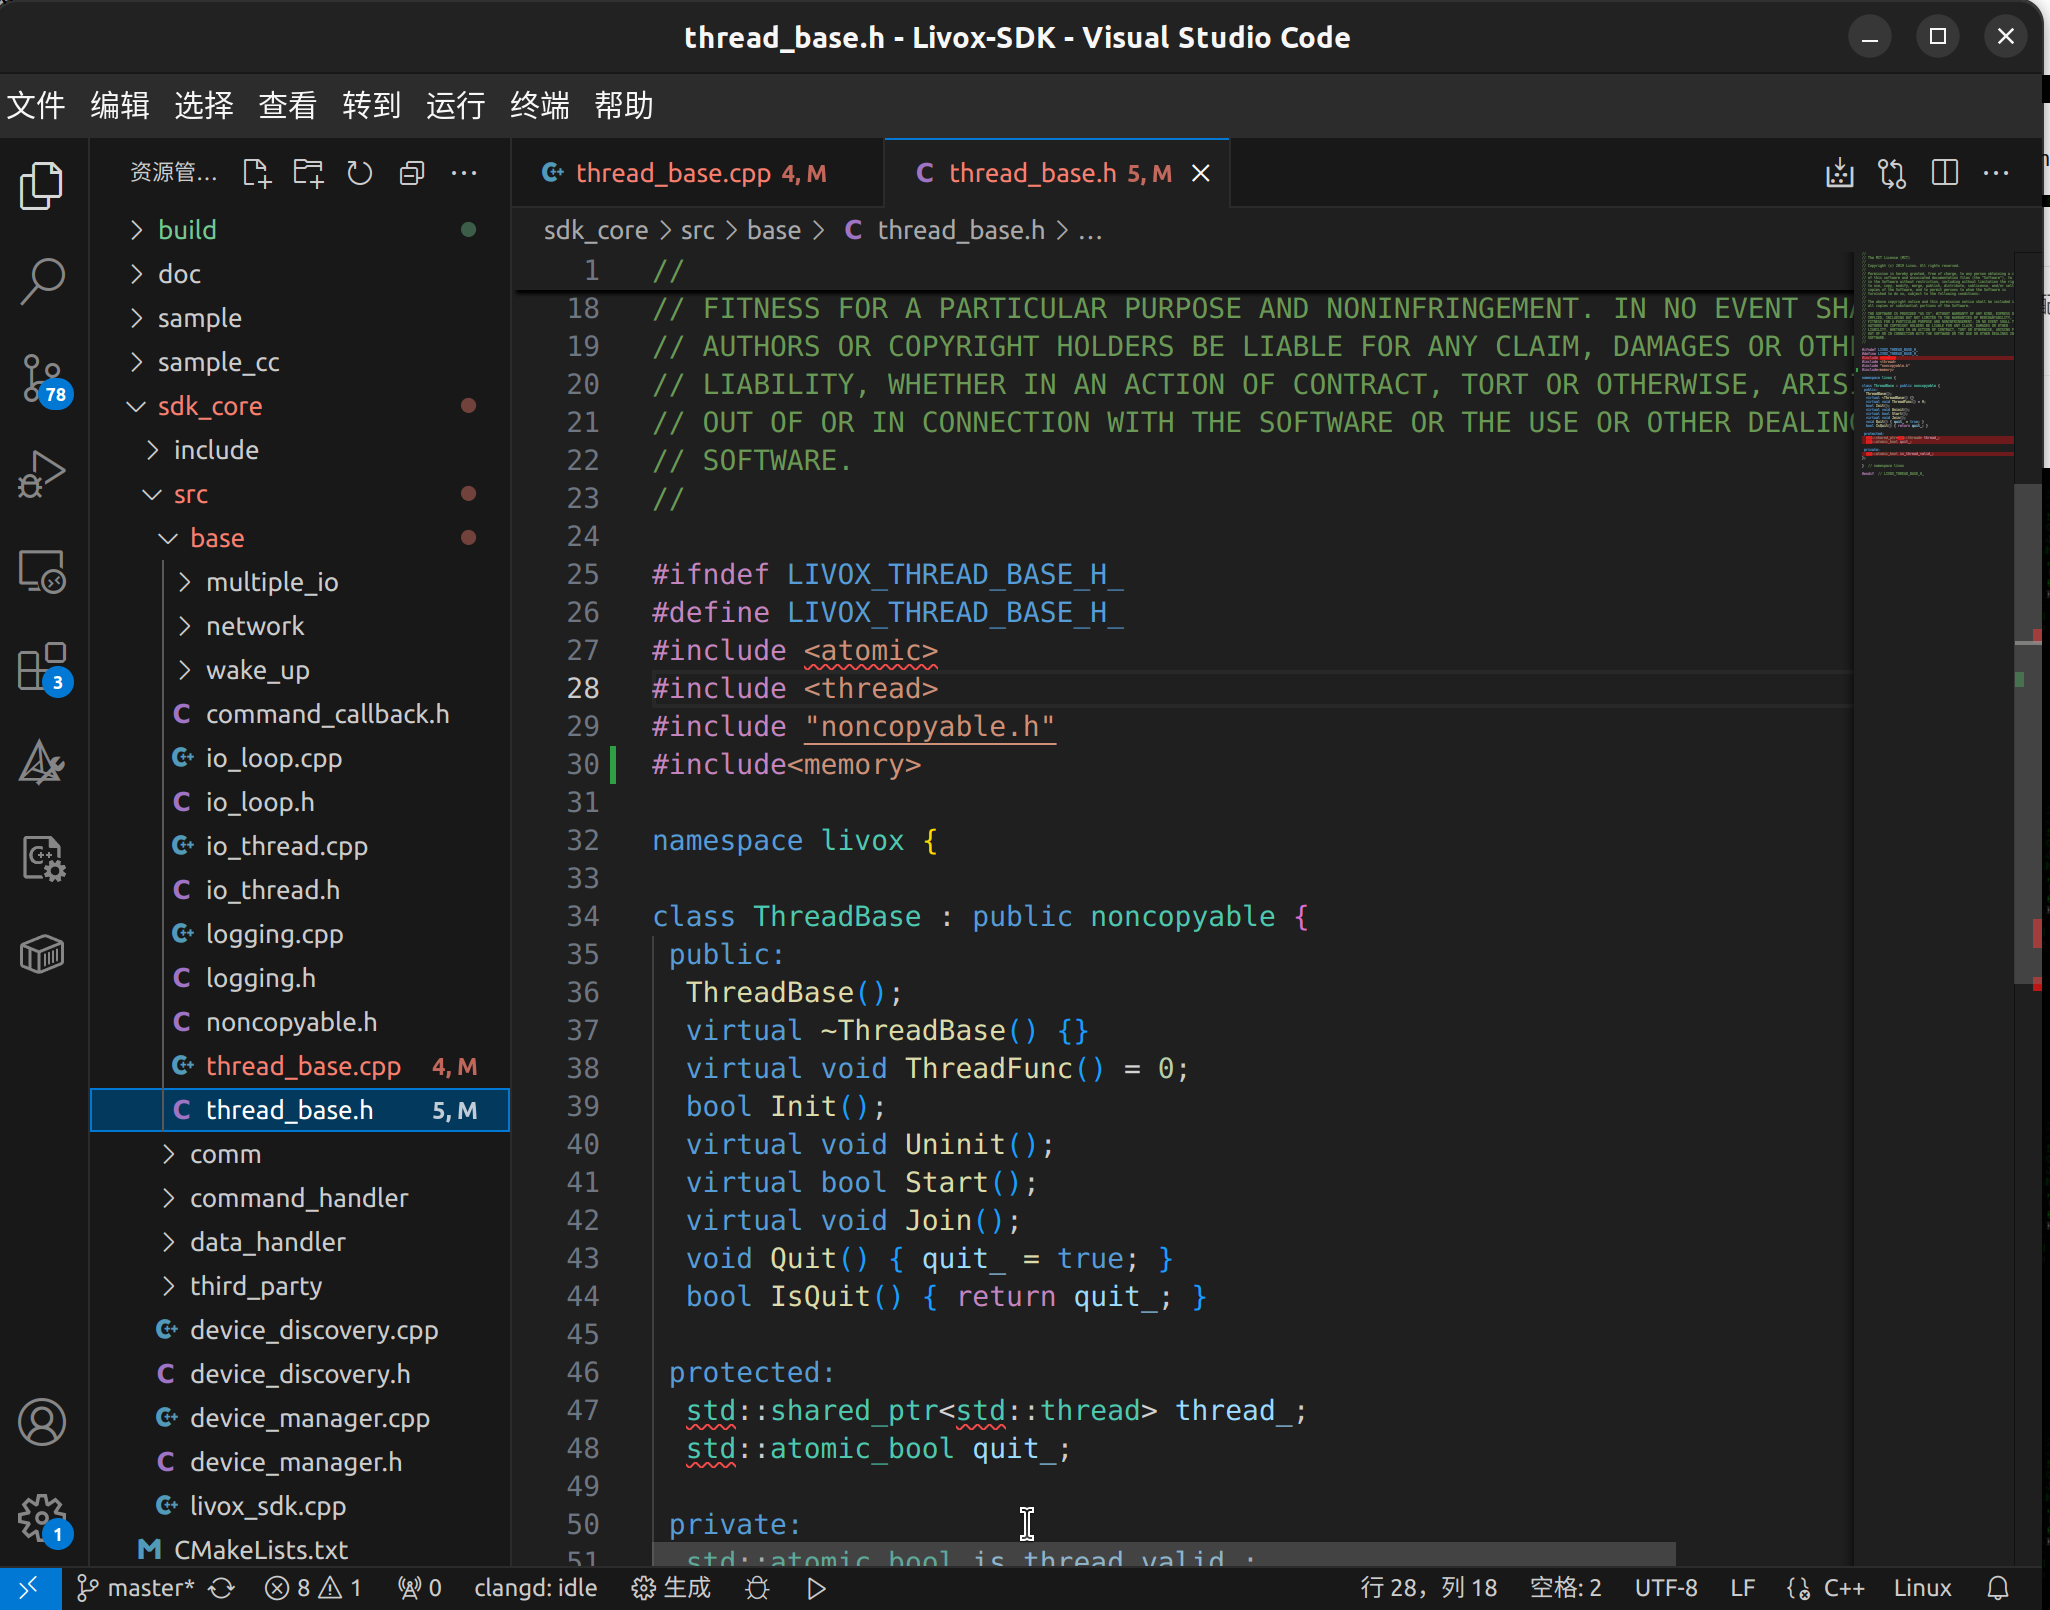 thread_base.h - Livox-SDK - Visual Studio Code
文件 编辑 选择 查看 转到 运行 终端 帮助
资源管...
build
doc
sample
sample_cc
sdk_core
include
src
base
multiple_io
network
wake_up
command_callback.h
io_loop.cpp
io_loop.h
io_thread.cpp
io_thread.h
logging.cpp
logging.h
noncopyable.h
thread_base.cpp 4, M
thread_base.h 5, M
comm
command_handler
data_handler
third_party
device_discovery.cpp
device_discovery.h
device_manager.cpp
device_manager.h
livox_sdk.cpp
CMakeLists.txt
78
3
1
thread_base.cpp 4, M
thread_base.h 5, M
sdk_core > src > base > C thread_base.h > ...
1 //
18 // FITNESS FOR A PARTICULAR PURPOSE AND NONINFRINGEMENT. IN NO EVENT SHA
19 // AUTHORS OR COPYRIGHT HOLDERS BE LIABLE FOR ANY CLAIM, DAMAGES OR OTH
20 // LIABILITY, WHETHER IN AN ACTION OF CONTRACT, TORT OR OTHERWISE, ARIS
21 // OUT OF OR IN CONNECTION WITH THE SOFTWARE OR THE USE OR OTHER DEALIN
22 // SOFTWARE.
23 //
24
25 #ifndef LIVOX_THREAD_BASE_H_
26 #define LIVOX_THREAD_BASE_H_
27 #include <atomic>
28 #include <thread>
29 #include "noncopyable.h"
30 #include<memory>
31
32 namespace livox {
33
34 class ThreadBase : public noncopyable {
35 public:
36 ThreadBase();
37 virtual ~ThreadBase() {}
38 virtual void ThreadFunc() = 0;
39 bool Init();
40 virtual void Uninit();
41 virtual bool Start();
42 virtual void Join();
43 void Quit() { quit_ = true; }
44 bool IsQuit() { return quit_; }
45
46 protected:
47 std::shared_ptr<std::thread> thread_;
48 std::atomic_bool quit_;
49
50 private:
51 std::atomic_bool is_thread_valid_;
master* 8 1 0 clangd: idle 生成 行 28，列 18 空格: 2 UTF-8 LF C++ Linux